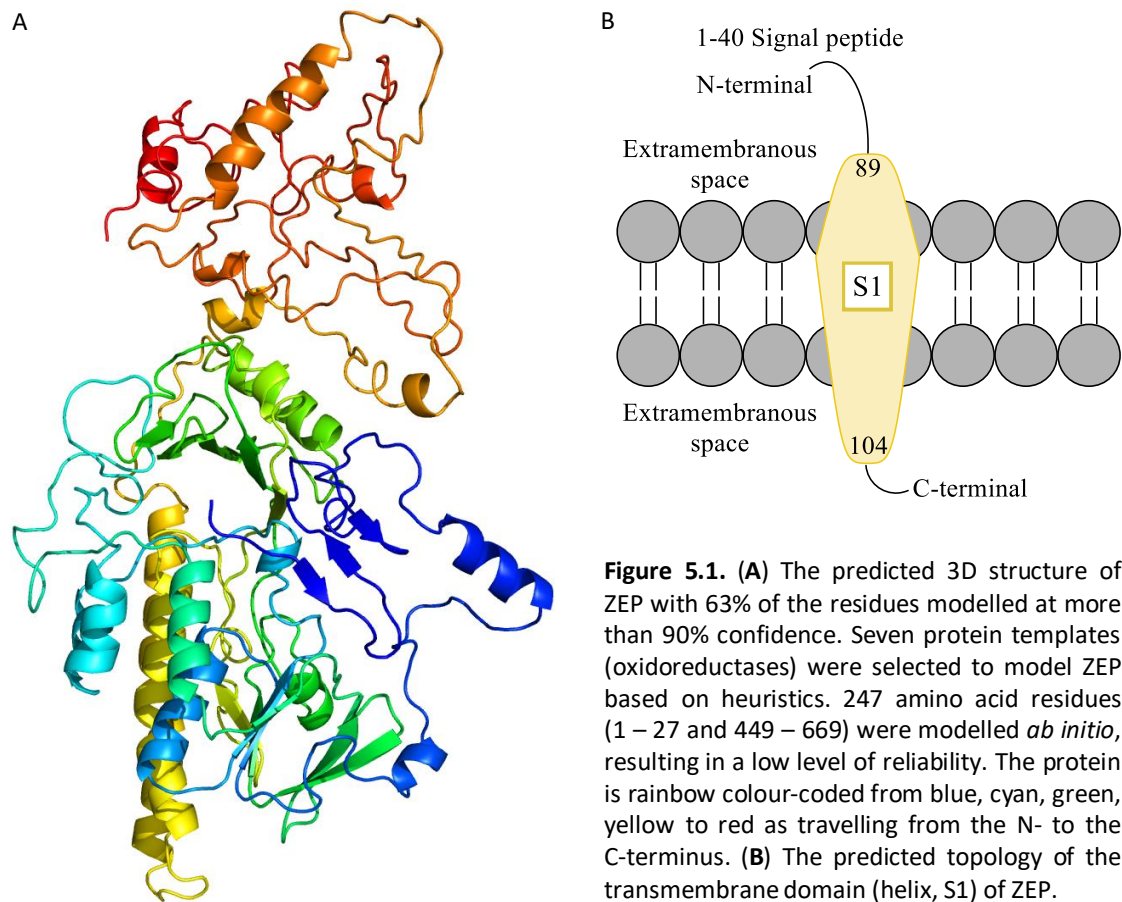 A
B
1-40 Signal peptide
N-terminal
Extramembranous
space
89
S1
Extramembranous
space
104
C-terminal
Figure 5.1. (A) The predicted 3D structure of
ZEP with 63% of the residues modelled at more
than 90% confidence. Seven protein templates
(oxidoreductases) were selected to model ZEP
based on heuristics. 247 amino acid residues
(1 – 27 and 449 – 669) were modelled ab initio,
resulting in a low level of reliability. The protein
is rainbow colour-coded from blue, cyan, green,
yellow to red as travelling from the N- to the
C-terminus. (B) The predicted topology of the
transmembrane domain (helix, S1) of ZEP.